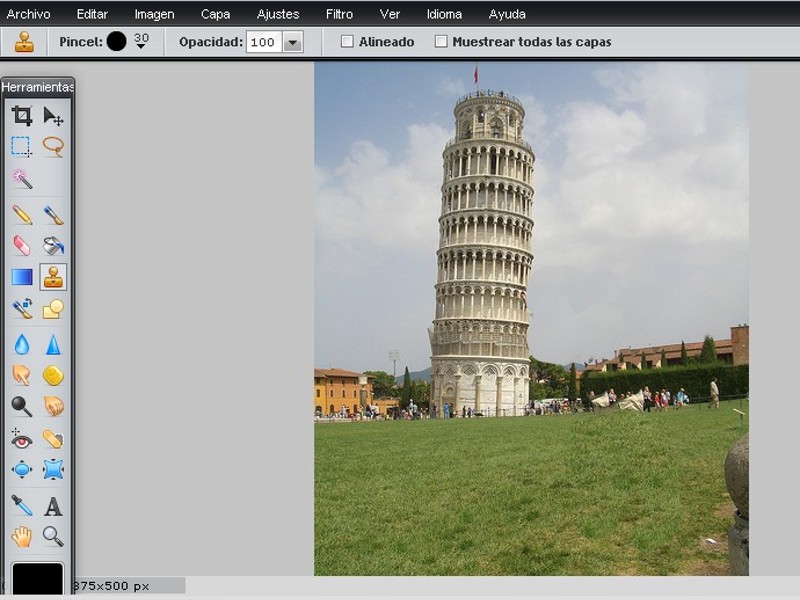 Archivo Editar Imagen Capa Ajustes Filtro Ver Idioma Ayuda
Pincel: 30 Opacidad: 100 Alineado Muestrear todas las capas
Herramientas
A
375x500 px